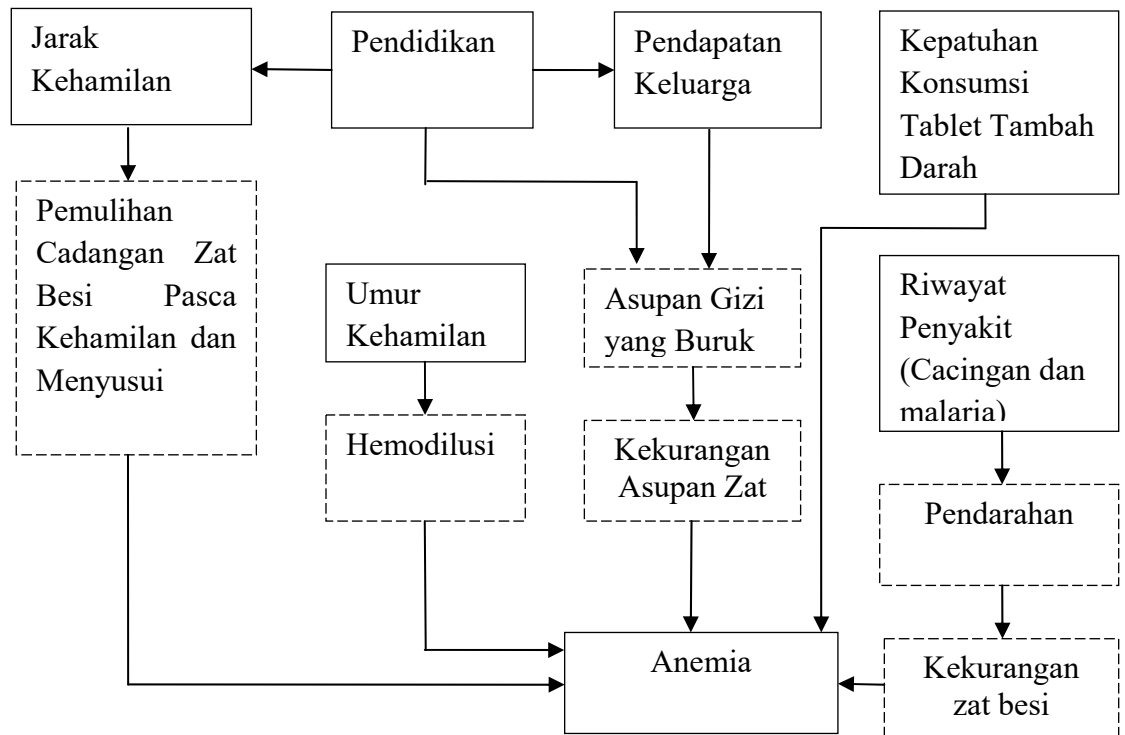 Jarak
Kehamilan
Pendidikan
Pendapatan
Keluarga
Kepatuhan
Konsumsi
Tablet Tambah
Darah
Pemulihan
Cadangan Zat
Besi Pasca
Kehamilan dan
Menyusui
Umur
Kehamilan
Asupan Gizi
yang Buruk
Riwayat
Penyakit
(Cacingan dan
malaria)
Hemodilusi
Kekurangan
Asupan Zat
Pendarahan
Anemia
Kekurangan
zat besi